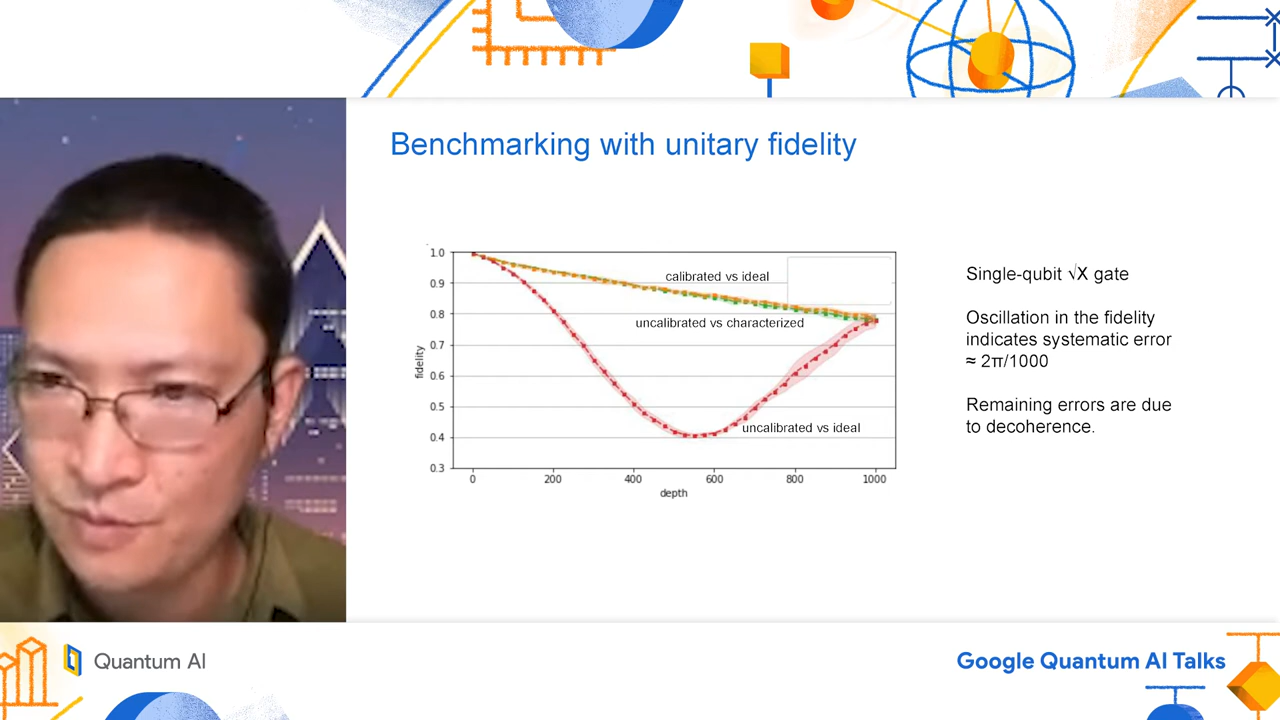 Benchmarking with unitary fidelity
1.0
0.9
0.8
0.7
0.6
0.5
0.4
0.3
fidelity
calibrated vs ideal
uncalibrated vs characterized
uncalibrated vs ideal
0
200
400
600
800
1000
depth
Single-qubit √X gate
Oscillation in the fidelity
indicates systematic error
≈ 2π/1000
Remaining errors are due
to decoherence.
Quantum AI
Google Quantum AI Talks